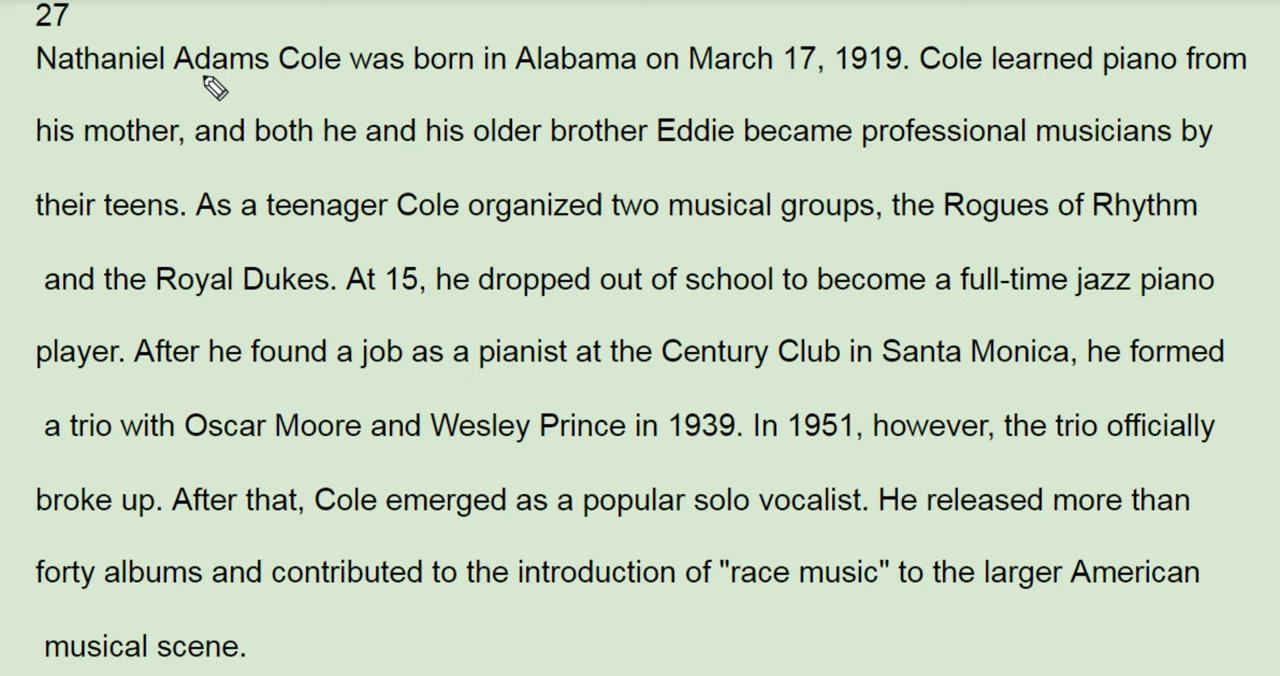 27
Nathaniel Adams Cole was born in Alabama on March 17, 1919. Cole learned piano from
his mother, and both he and his older brother Eddie became professional musicians by
their teens. As a teenager Cole organized two musical groups, the Rogues of Rhythm
and the Royal Dukes. At 15, he dropped out of school to become a full-time jazz piano
player. After he found a job as a pianist at the Century Club in Santa Monica, he formed
a trio with Oscar Moore and Wesley Prince in 1939. In 1951, however, the trio officially
broke up. After that, Cole emerged as a popular solo vocalist. He released more than
forty albums and contributed to the introduction of "race music" to the larger American
musical scene.